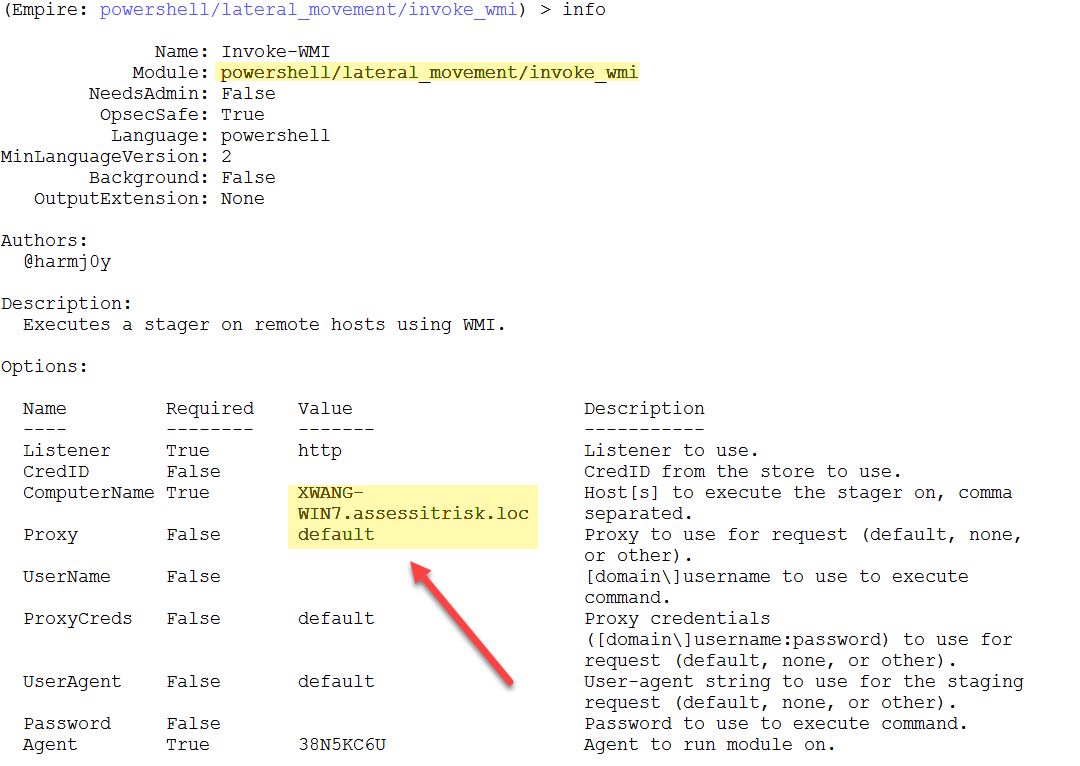 (Empire: powershell/lateral_movement/invoke_wmi) > info
Name: Invoke-WMI
Module: powershell/lateral_movement/invoke_wmi
NeedsAdmin: False
OpsecSafe: True
Language: powershell
MinLanguageVersion: 2
Background: False
OutputExtension: None
Authors:
@harmj0y
Description:
Executes a stager on remote hosts using WMI.
Options:
Name Required Value Description
---- -------- ------- -----------
Listener True http Listener to use.
CredID False CredID from the store to use.
ComputerName True XWANG- Host[s] to execute the stager on, comma
WIN7.assessitrisk.loc separated.
Proxy False default Proxy to use for request (default, none,
or other).
UserName False [domain\]username to use to execute
command.
ProxyCreds False default Proxy credentials
([domain\]username:password) to use for
request (default, none, or other).
UserAgent False default User-agent string to use for the staging
request (default, none, or other).
Password False Password to use to execute command.
Agent True 38N5KC6U Agent to run module on.